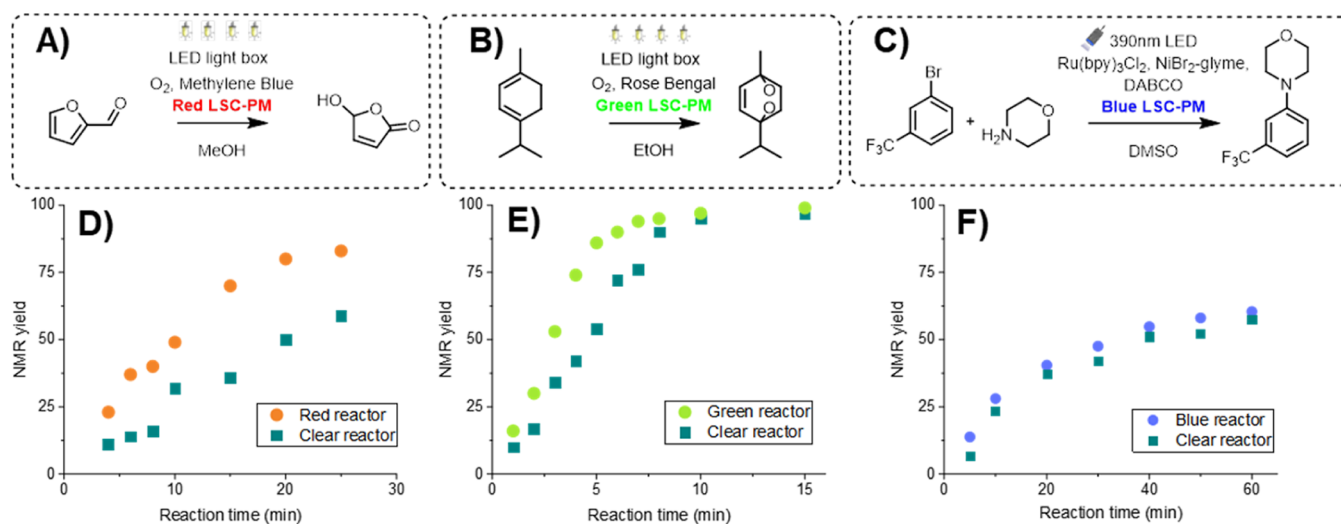 A)
LED light box
O2, Methylene Blue
Red LSC-PM
MeOH
O
O
HO
O
O
B)
LED light box
O2, Rose Bengal
Green LSC-PM
EtOH
O
O
C)
390nm LED
Ru(bpy)3Cl2, NiBr2-glyme,
DABCO
Blue LSC-PM
DMSO
Br
F3C
+
O
N
H2
O
N
F3C
D)
NMR yield
100
75
50
25
0
0
10
20
30
Red reactor
Clear reactor
Reaction time (min)
E)
NMR yield
100
75
50
25
0
0
5
10
15
Green reactor
Clear reactor
Reaction time (min)
F)
NMR yield
100
75
50
25
0
0
20
40
60
Blue reactor
Clear reactor
Reaction time (min)